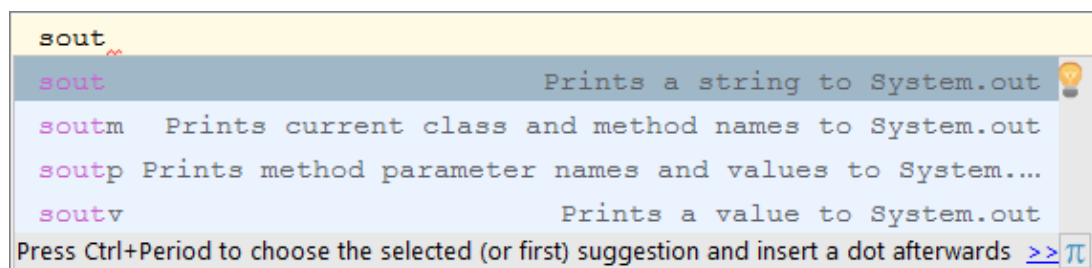 sout
sout Prints a string to System.out
soutm Prints current class and method names to System.out
soutp Prints method parameter names and values to System....
soutv Prints a value to System.out
Press Ctrl+Period to choose the selected (or first) suggestion and insert a dot afterwards >> π